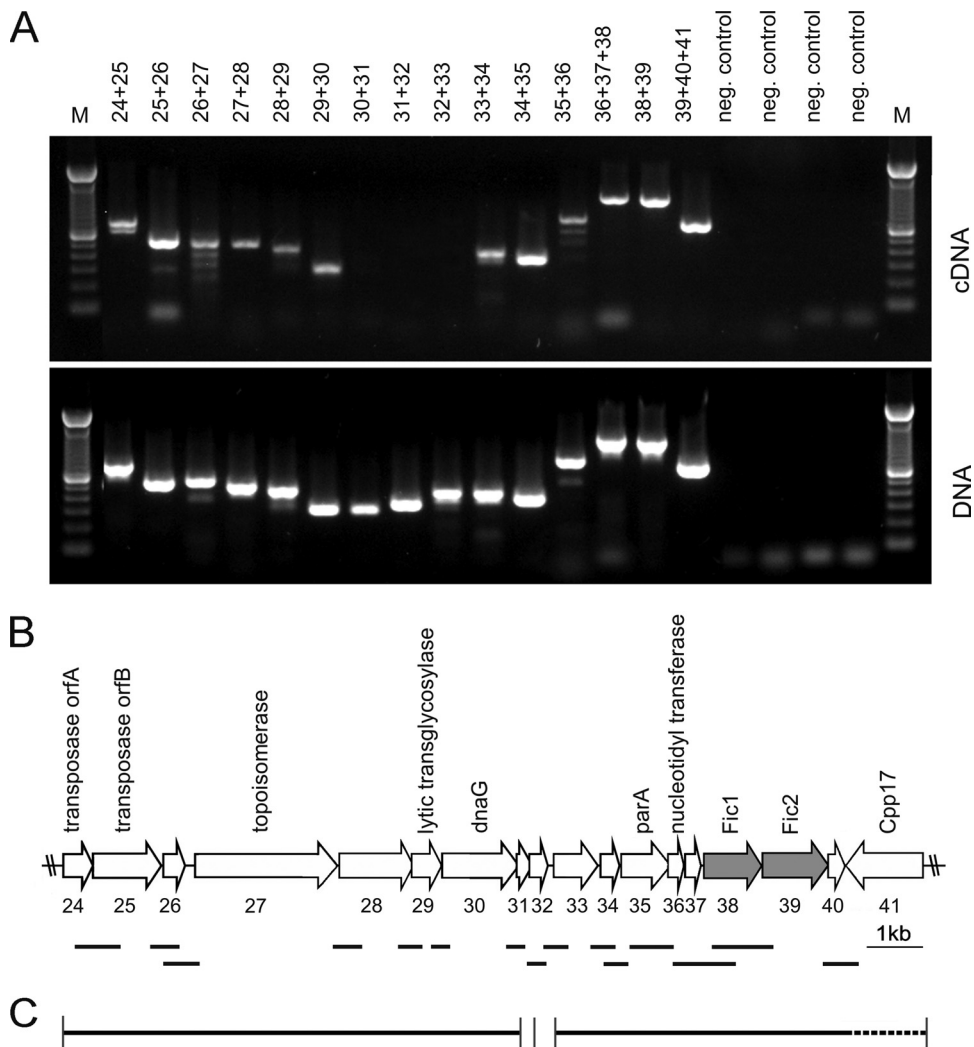 A
M
24+25
25+26
26+27
27+28
28+29
29+30
30+31
31+32
32+33
33+34
34+35
35+36
36+37+38
38+39
39+40+41
neg. control
neg. control
neg. control
neg. control
M
cDNA
DNA
B
transposase orfA
transposase orfB
topoisomerase
lytic transglycosylase
dnaG
parA
nucleotidyl transferase
Fic1
Fic2
Cpp17
24 25 26 27 28 29 30 31 32 33 34 35 36 37 38 39 40 41
1kb
C